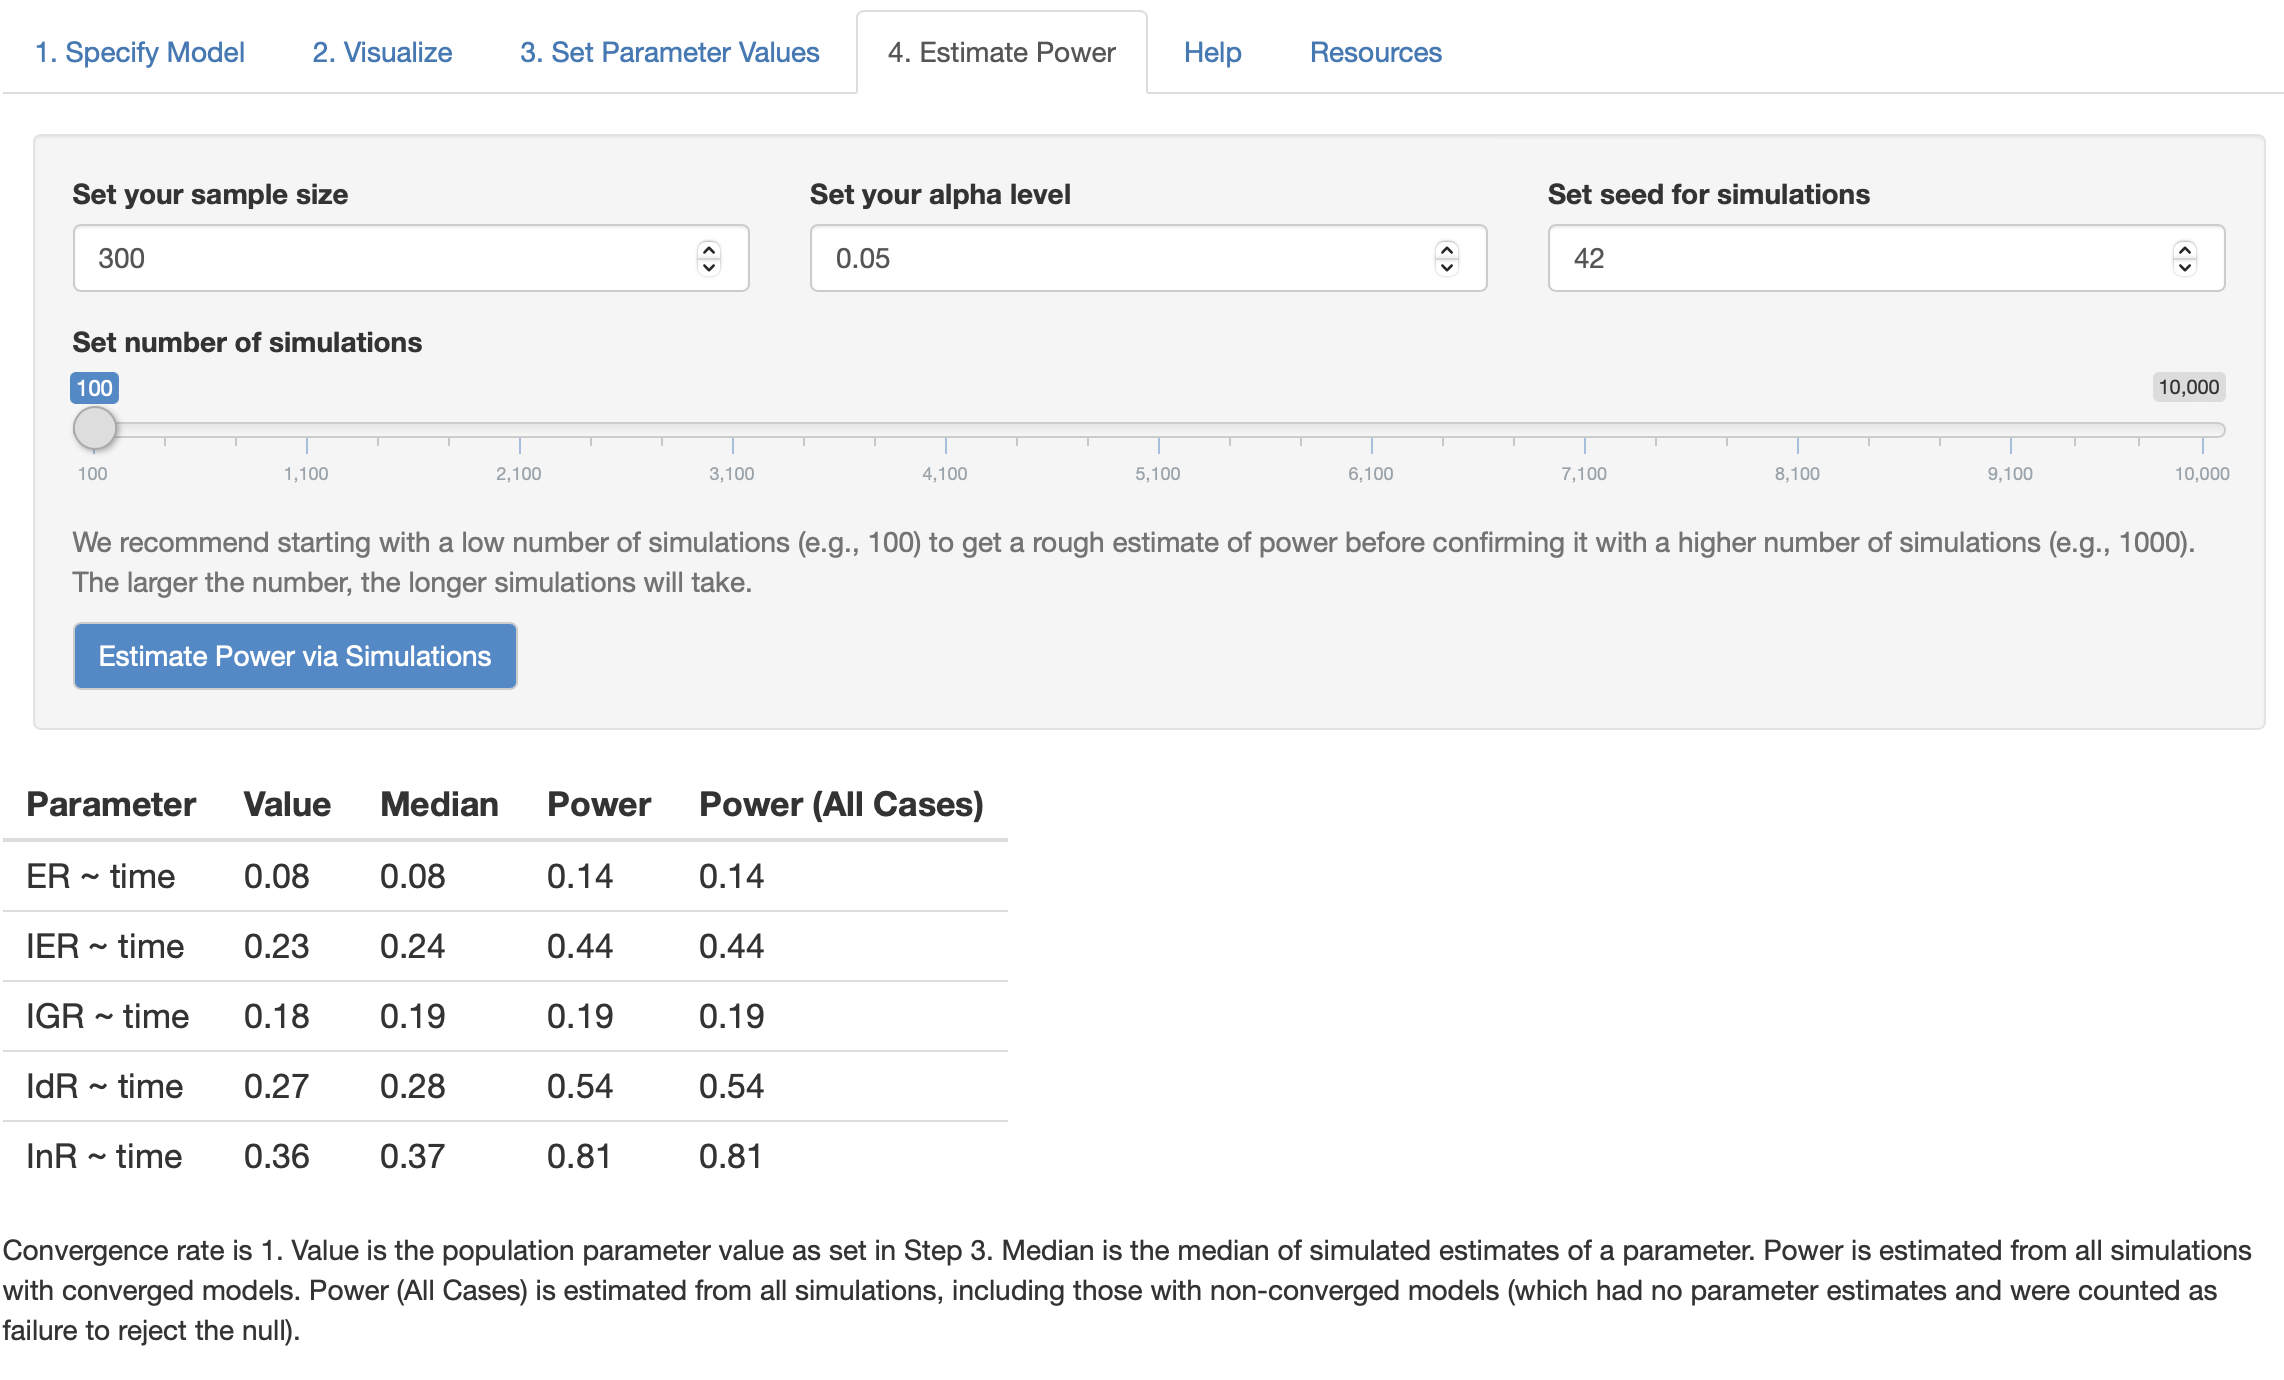 1. Specify Model 2. Visualize 3. Set Parameter Values 4. Estimate Power Help Resources
Set your sample size Set your alpha level Set seed for simulations
300 0.05 42
Set number of simulations
100 10,000
100 1,100 2,100 3,100 4,100 5,100 6,100 7,100 8,100 9,100 10,000
We recommend starting with a low number of simulations (e.g., 100) to get a rough estimate of power before confirming it with a higher number of simulations (e.g., 1000).
The larger the number, the longer simulations will take.
Estimate Power via Simulations
Parameter Value Median Power Power (All Cases)
ER ~ time 0.08 0.08 0.14 0.14
IER ~ time 0.23 0.24 0.44 0.44
IGR ~ time 0.18 0.19 0.19 0.19
IdR ~ time 0.27 0.28 0.54 0.54
InR ~ time 0.36 0.37 0.81 0.81
Convergence rate is 1. Value is the population parameter value as set in Step 3. Median is the median of simulated estimates of a parameter. Power is estimated from all simulations
with converged models. Power (All Cases) is estimated from all simulations, including those with non-converged models (which had no parameter estimates and were counted as
failure to reject the null).